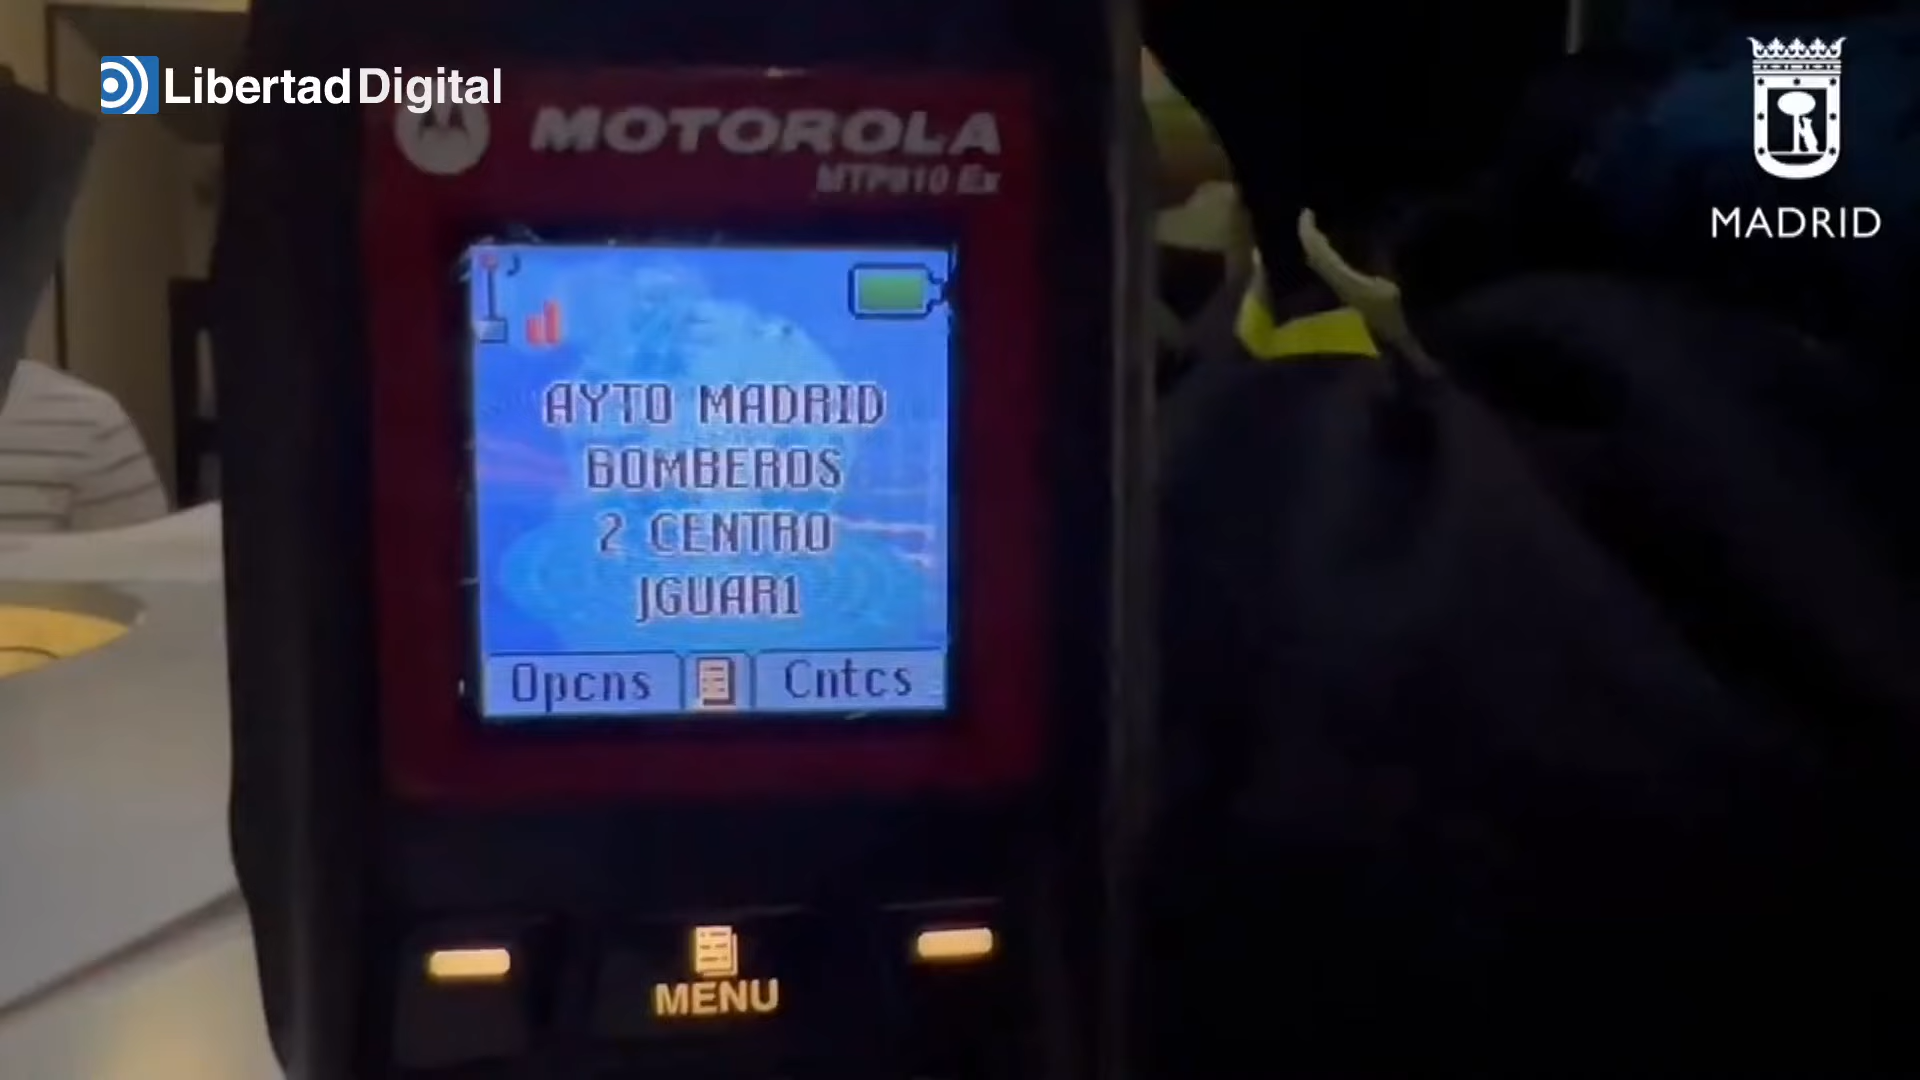 Libertad Digital
MOTOROLA
MTP810 Ex
MADRID
AYTO MADRID
BOMBEROS
2 CENTRO
JGUAR1
Opcns
Cntcs
MENU